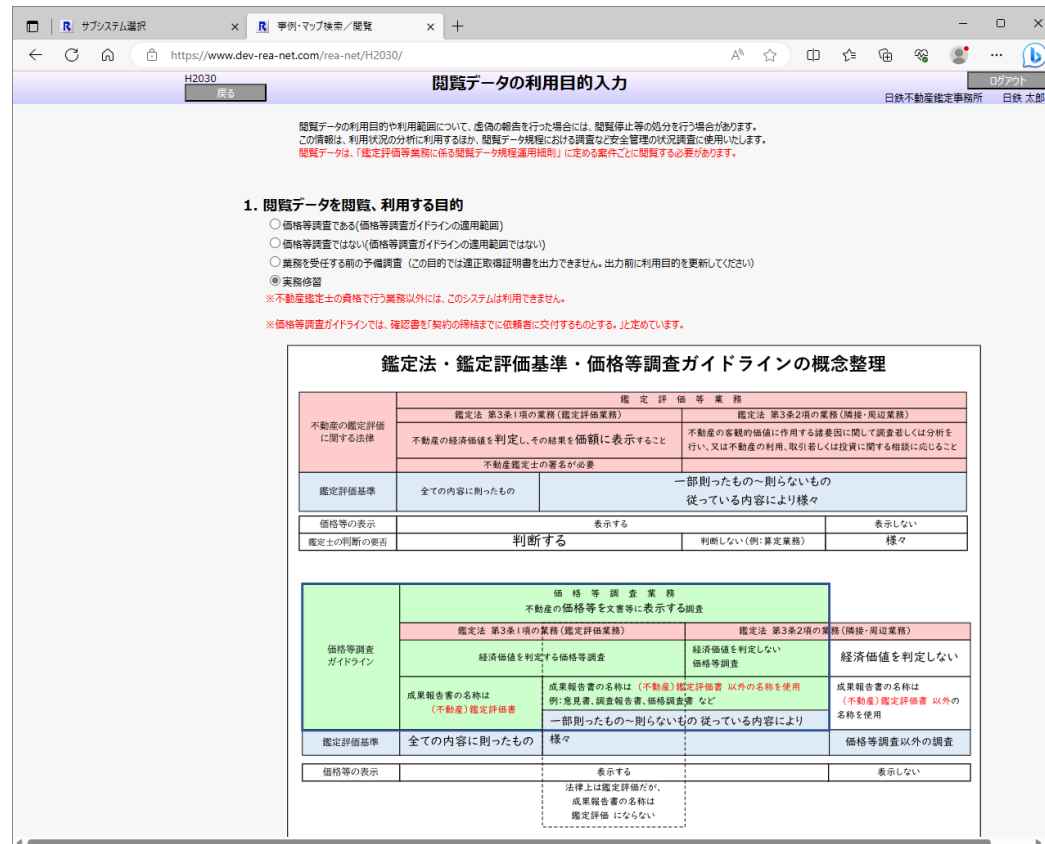 サブシステム選択
事例・マップ検索／閲覧
https://www.dev-rea-net.com/rea-net/H2030/
H2030
戻る
閲覧データの利用目的入力
ログアウト
日鉄不動産鑑定事務所 日鉄 太郎
閲覧データの利用目的や利用範囲について、虚偽の報告を行った場合には、閲覧停止等の処分を行う場合があります。
この情報は、利用状況の分析に利用するほか、閲覧データ規程における調査など安全管理の状況調査に使用いたします。
閲覧データは、「鑑定評価等業務に係る閲覧データ規程運用細則」に定める案件ごとに閲覧する必要があります。
1. 閲覧データを閲覧、利用する目的
価格等調査である(価格等調査ガイドラインの適用範囲)
価格等調査ではない(価格等調査ガイドラインの適用範囲ではない)
業務を受任する前の予備調査（この目的では適正取得証明書を出力できません。出力前に利用目的を更新してください）
実務修習
※不動産鑑定士の資格で行う業務以外には、このシステムは利用できません。
※価格等調査ガイドラインでは、確認書を「契約の締結までに依頼者に交付するものとする。」と定めています。
鑑定法・鑑定評価基準・価格等調査ガイドラインの概念整理
不動産の鑑定評価
に関する法律
鑑定評価等業務
鑑定法 第3条1項の業務(鑑定評価業務)
鑑定法 第3条2項の業務(隣接・周辺業務)
不動産の経済価値を判定し、その結果を価額に表示すること
不動産の客観的価値に作用する諸要因に関して調査若しくは分析を
行い、又は不動産の利用、取引若しくは投資に関する相談に応じること
不動産鑑定士の署名が必要
鑑定評価基準
全ての内容に則ったもの
一部則ったもの～則らないもの
従っている内容により様々
価格等の表示
表示する
表示しない
鑑定士の判断の要否
判断する
判断しない(例:算定業務)
様々
価格等調査
ガイドライン
価格等調査業務
不動産の価格等を文書等に表示する調査
鑑定法 第3条1項の業務(鑑定評価業務)
鑑定法 第3条2項の業務(隣接・周辺業務)
経済価値を判定する価格等調査
経済価値を判定しない
価格等調査
経済価値を判定しない
成果報告書の名称は
（不動産）鑑定評価書
成果報告書の名称は （不動産）鑑定評価書 以外の名称を使用
例:意見書、調査報告書、価格調査書 など
成果報告書の名称は
（不動産）鑑定評価書 以外の
名称を使用
一部則ったもの～則らないもの 従っている内容により
様々
鑑定評価基準
全ての内容に則ったもの
価格等調査以外の調査
価格等の表示
表示する
表示しない
法律上は鑑定評価だが、
成果報告書の名称は
鑑定評価 にならない